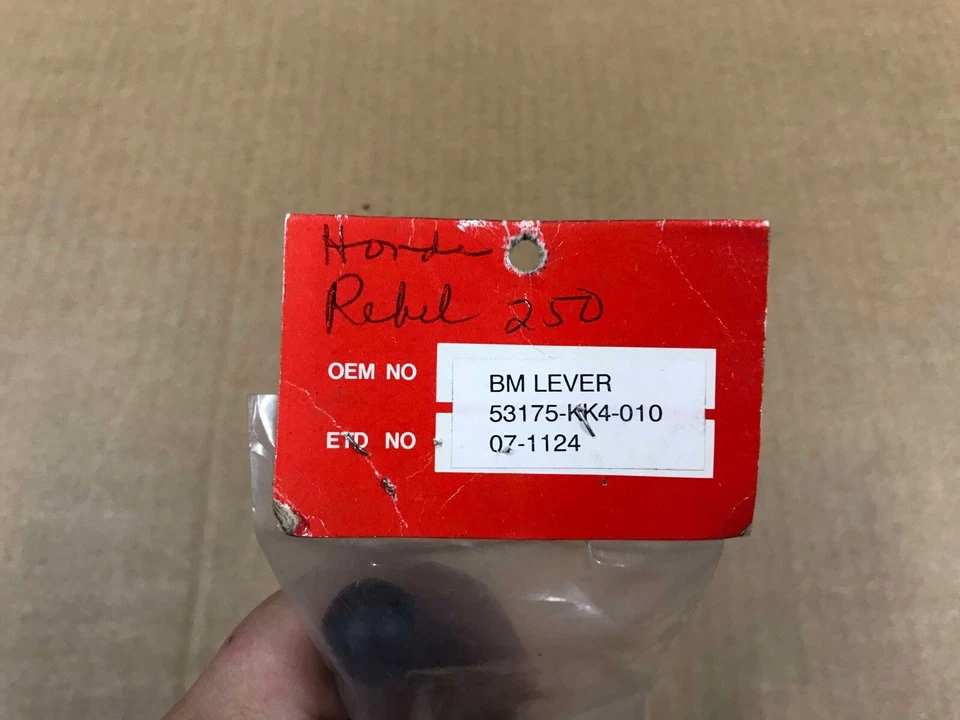 Honda
Rebel 250
OEM NO
BM LEVER
53175-KK4-010
ETD NO
07-1124